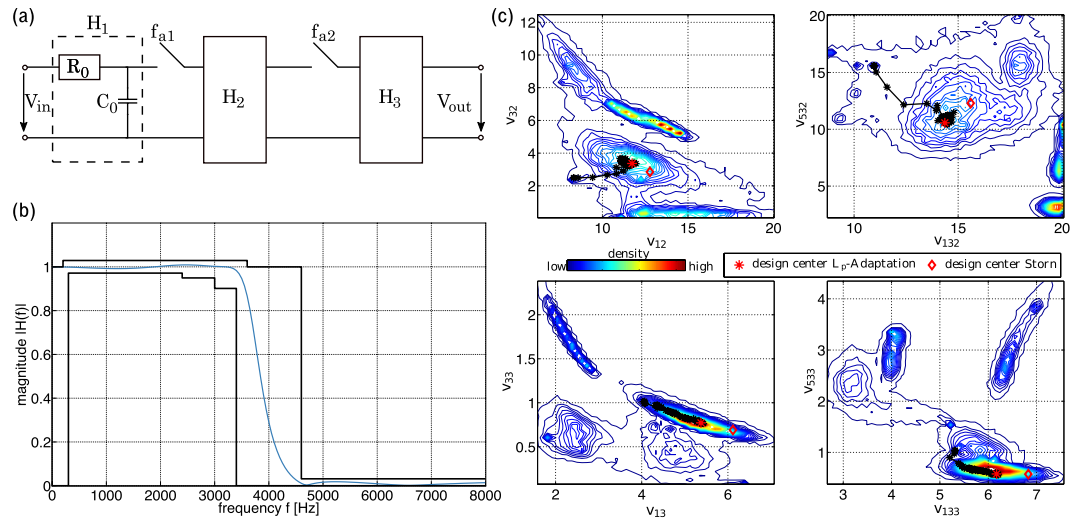 (a)
H1
fa1
fa2
R0
C0
Vin
H2
H3
Vout
(b)
magnitude |H(f)|
1
0.8
0.6
0.4
0.2
0
0 1000 2000 3000 4000 5000 6000 7000 8000
frequency f [Hz]
(c)
v32
12
10
8
6
4
2
10 15 20
v12
v532
20
15
10
5
10 15 20
v132
density
low high
design center Lp-Adaptation
design center Storn
v33
2
1.5
1
0.5
2 4 6
v13
v533
4
3
2
1
3 4 5 6 7
v133